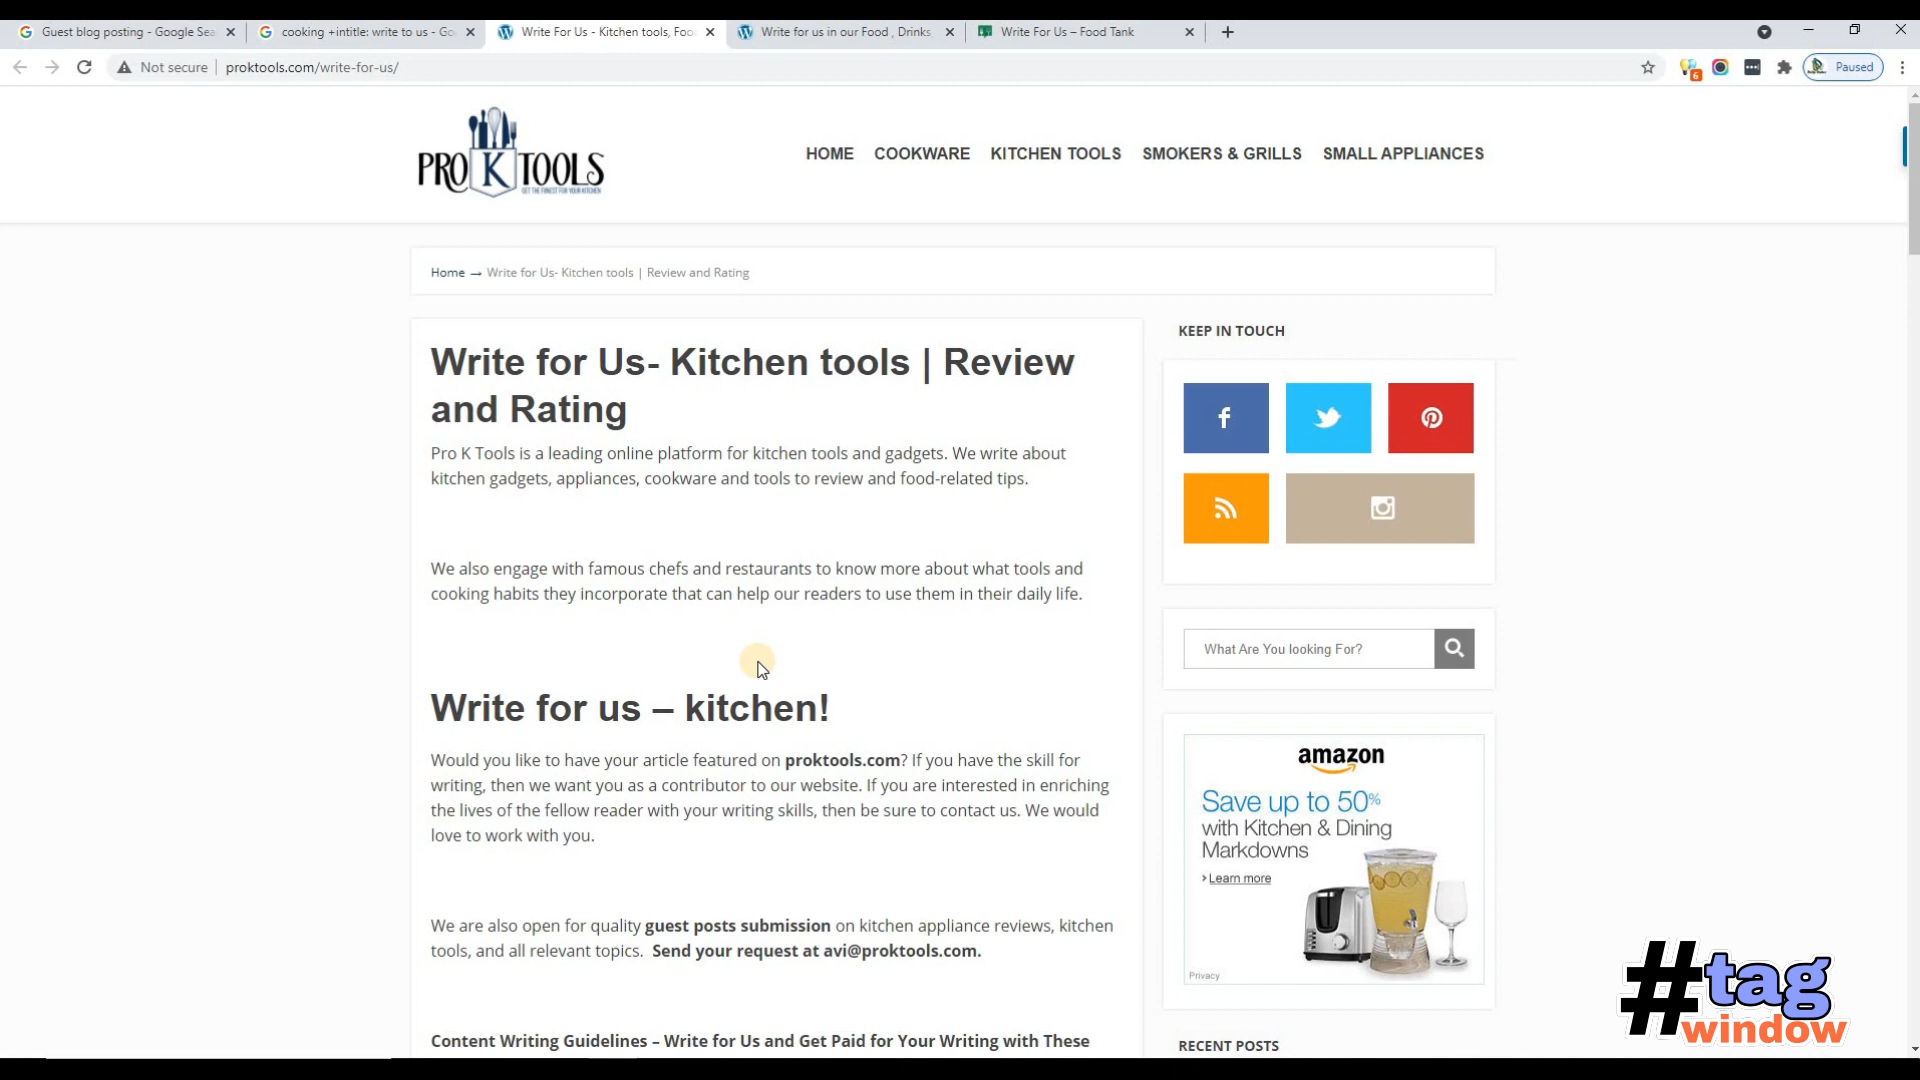 Guest blog posting - Google Sea
cooking +intitle: write to us - Go
Write For Us - Kitchen tools, Foo
Write for us in our Food , Drinks
Write For Us – Food Tank
Not secure
proktools.com/write-for-us/
6
Paused
PRO K TOOLS
GET THE FINEST FOR YOUR KITCHEN
HOME
COOKWARE
KITCHEN TOOLS
SMOKERS & GRILLS
SMALL APPLIANCES
Home → Write for Us- Kitchen tools | Review and Rating
Write for Us- Kitchen tools | Review
and Rating
Pro K Tools is a leading online platform for kitchen tools and gadgets. We write about
kitchen gadgets, appliances, cookware and tools to review and food-related tips.
We also engage with famous chefs and restaurants to know more about what tools and
cooking habits they incorporate that can help our readers to use them in their daily life.
Write for us – kitchen!
Would you like to have your article featured on proktools.com? If you have the skill for
writing, then we want you as a contributor to our website. If you are interested in enriching
the lives of the fellow reader with your writing skills, then be sure to contact us. We would
love to work with you.
We are also open for quality guest posts submission on kitchen appliance reviews, kitchen
tools, and all relevant topics. Send your request at avi@proktools.com.
Content Writing Guidelines – Write for Us and Get Paid for Your Writing with These
KEEP IN TOUCH
What Are You looking For?
amazon
Save up to 50%
with Kitchen & Dining
Markdowns
› Learn more
Privacy
RECENT POSTS
#tag
window